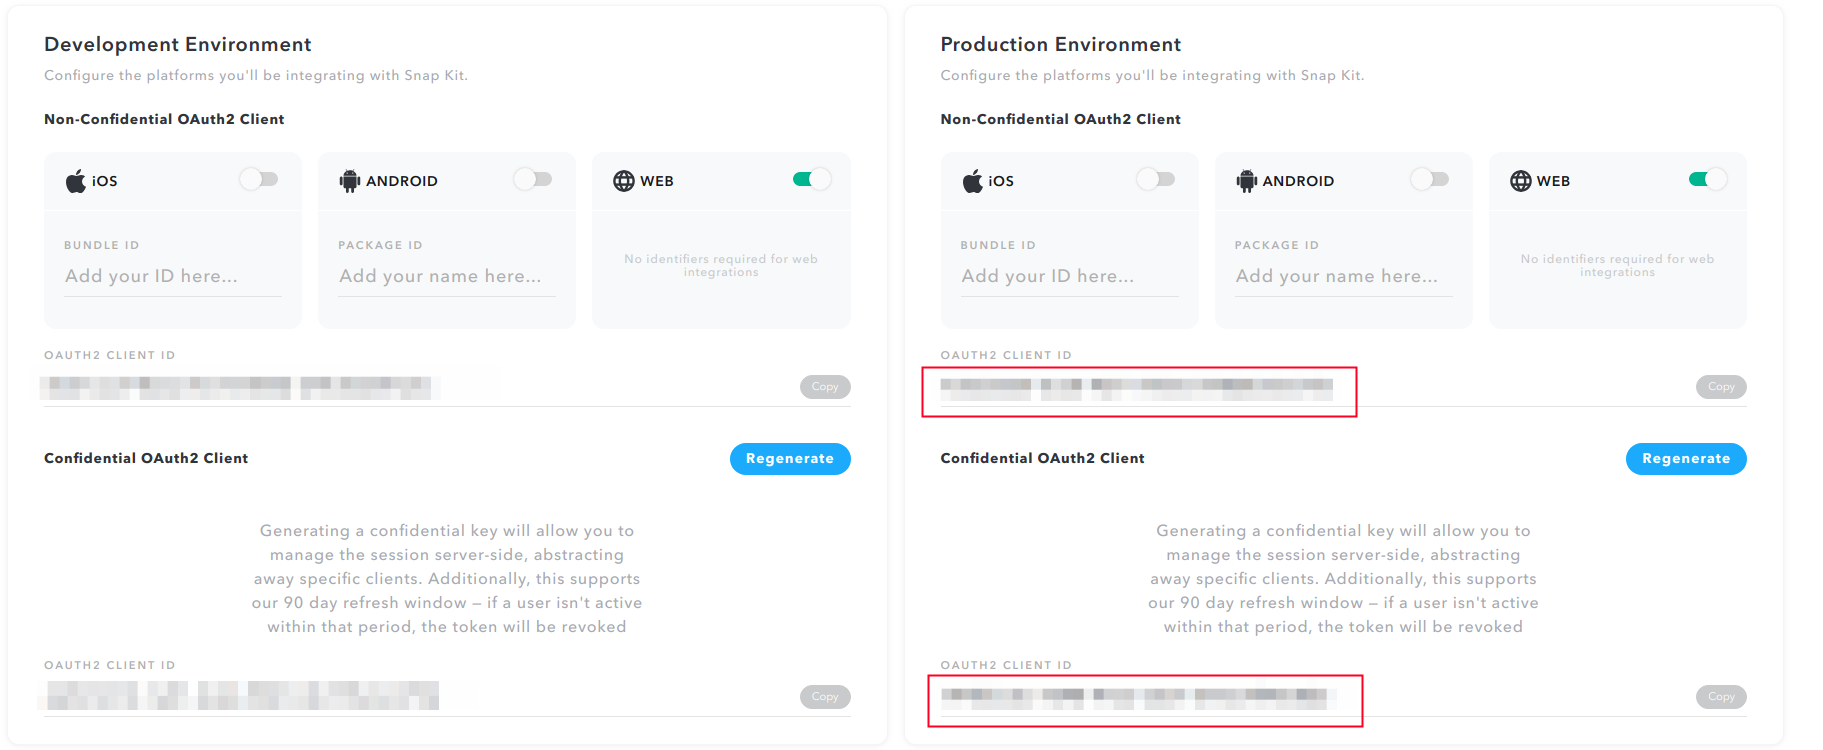 Development Environment
Configure the platforms you'll be integrating with Snap Kit.
Non-Confidential OAuth2 Client
iOS
ANDROID
WEB
BUNDLE ID
Add your ID here...
PACKAGE ID
Add your name here...
No identifiers required for web
integrations
OAUTH2 CLIENT ID
Copy
Confidential OAuth2 Client
Regenerate
Generating a confidential key will allow you to
manage the session server-side, abstracting
away specific clients. Additionally, this supports
our 90 day refresh window – if a user isn't active
within that period, the token will be revoked
OAUTH2 CLIENT ID
Copy
Production Environment
Configure the platforms you'll be integrating with Snap Kit.
Non-Confidential OAuth2 Client
iOS
ANDROID
WEB
BUNDLE ID
Add your ID here...
PACKAGE ID
Add your name here...
No identifiers required for web
integrations
OAUTH2 CLIENT ID
Copy
Confidential OAuth2 Client
Regenerate
Generating a confidential key will allow you to
manage the session server-side, abstracting
away specific clients. Additionally, this supports
our 90 day refresh window – if a user isn't active
within that period, the token will be revoked
OAUTH2 CLIENT ID
Copy